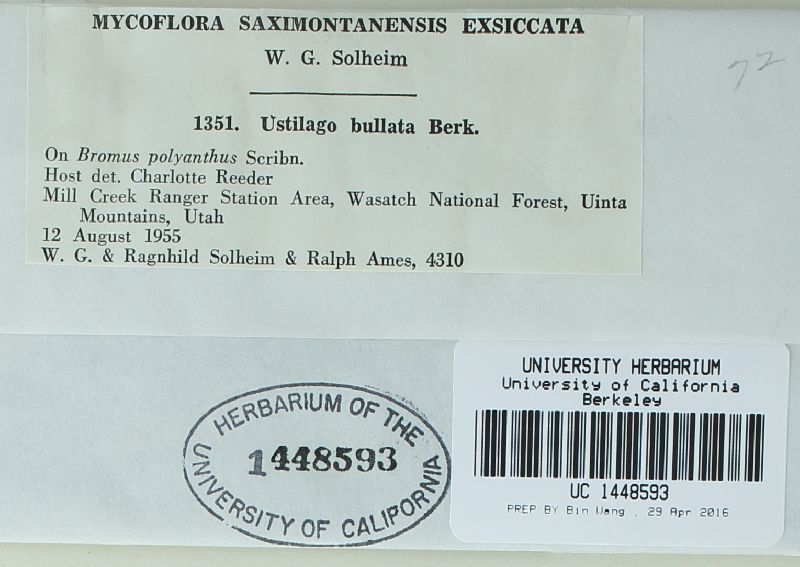 MYCOFLORA SAXIMONTANENSIS EXSICCATA
W. G. Solheim
72
1351. Ustilago bullata Berk.
On Bromus polyanthus Scribn.
Host det. Charlotte Reeder
Mill Creek Ranger Station Area, Wasatch National Forest, Uinta
Mountains, Utah
12 August 1955
W. G. & Ragnhild Solheim & Ralph Ames, 4310
HERBARIUM OF THE
1448593
UNIVERSITY OF CALIFORNIA
UNIVERSITY HERBARIUM
University of California
Berkeley
UC 1448593
PREP BY Bin Wang , 29 Apr 2016